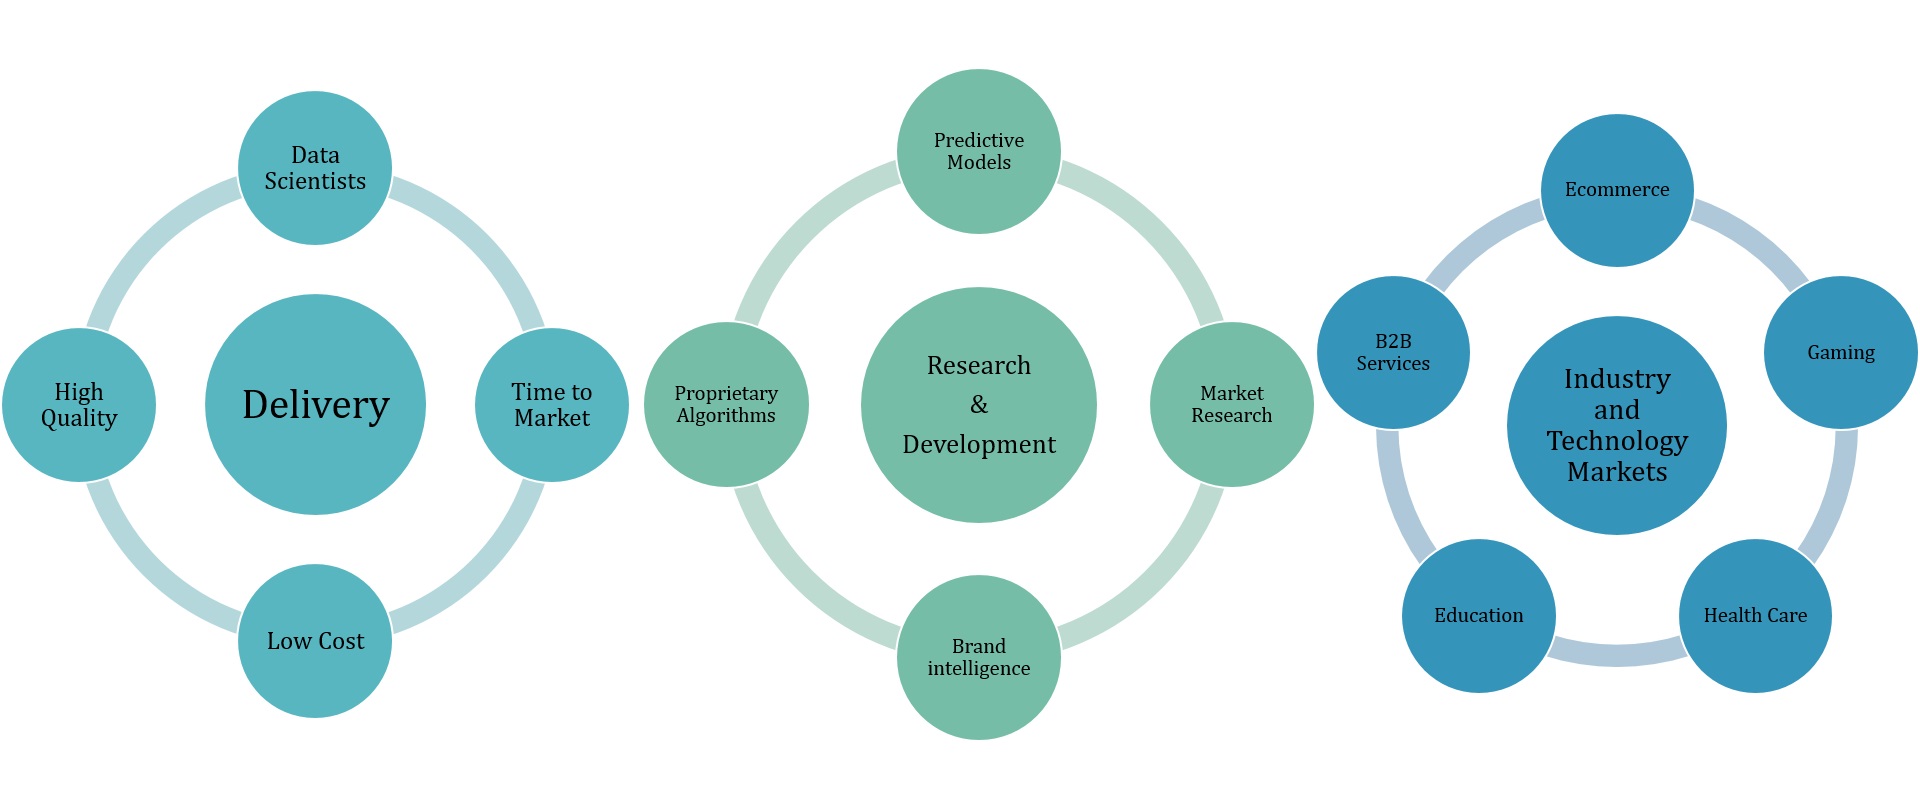 Data
Scientists
High
Quality
Delivery
Time to
Market
Low Cost
Predictive
Models
Proprietary
Algorithms
Research
&
Development
Market
Research
Brand
intelligence
Ecommerce
B2B
Services
Gaming
Industry
and
Technology
Markets
Education
Health Care